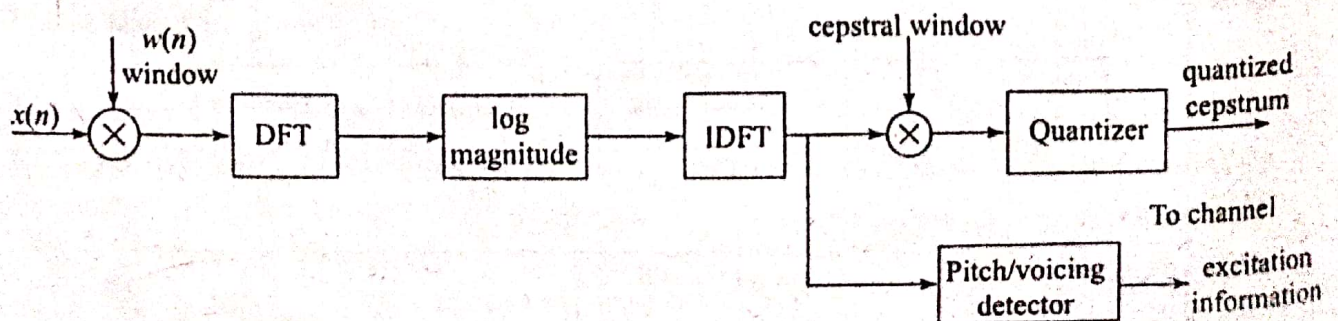 w(n)
window
x(n)
DFT
log
magnitude
IDFT
cepstral window
Quantizer
quantized
cepstrum
To channel
Pitch/voicing
detector
excitation
information